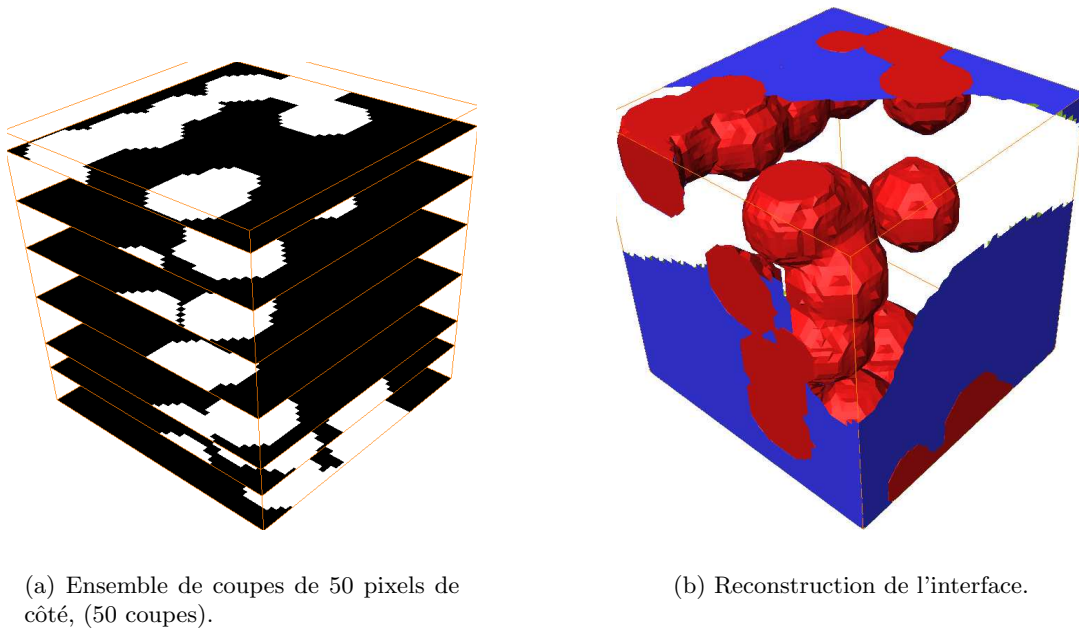 (a) Ensemble de coupes de 50 pixels de
côté, (50 coupes).
(b) Reconstruction de l'interface.